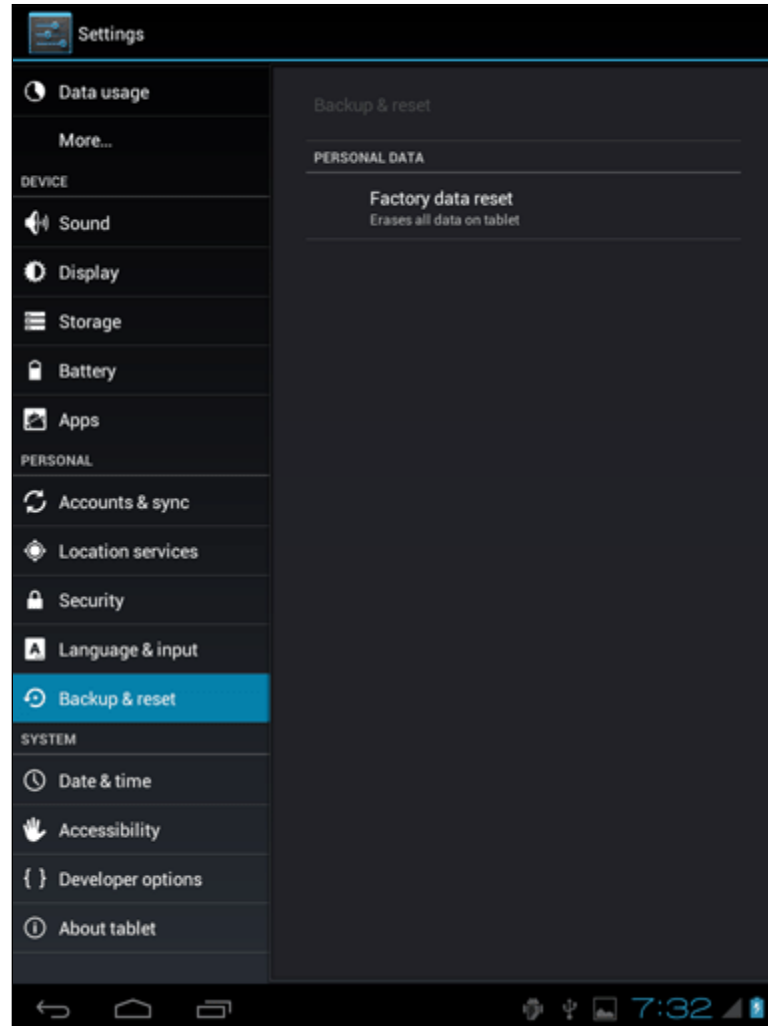 Settings
Data usage
More...
DEVICE
Sound
Display
Storage
Battery
Apps
PERSONAL
Accounts & sync
Location services
Security
Language & input
Backup & reset
SYSTEM
Date & time
Accessibility
{ } Developer options
About tablet
Backup & reset
PERSONAL DATA
Factory data reset
Erases all data on tablet
7:32